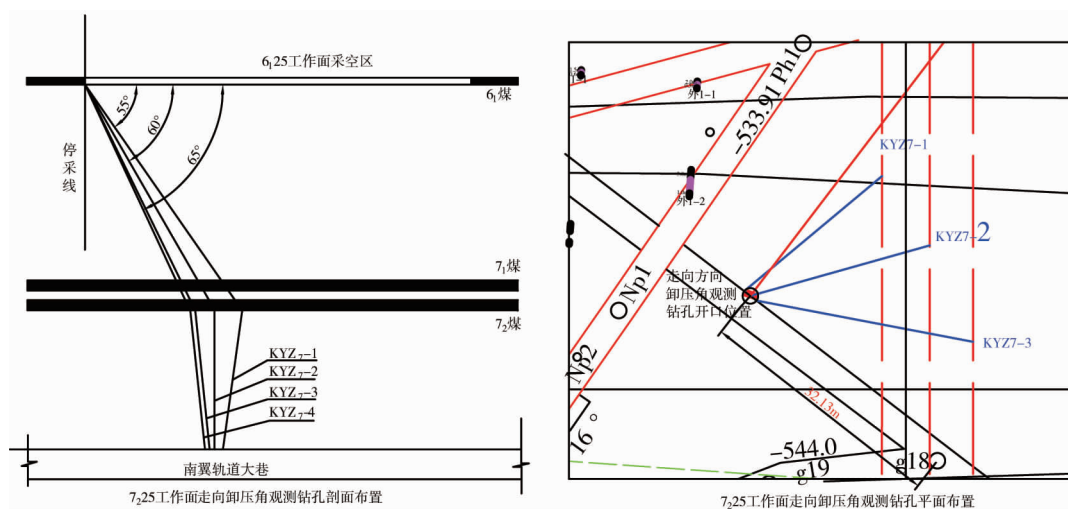 6₁25工作面采空区
6₁煤
55°
60°
65°
停采线
7₁煤
7₂煤
KYZ₇-1
KYZ₇-2
KYZ₇-3
KYZ₇-4
南翼轨道大巷
7₂25工作面走向卸压角观测钻孔剖面布置
-533.91 Ph1
外1-1
KYZ7-1
外1-2
KYZ7-2
走向方向
卸压角观测
钻孔开口位置
Np1
KYZ7-3
Np2
52.13m
16°
-544.0
g19
g18
7₂25工作面走向卸压角观测钻孔平面布置